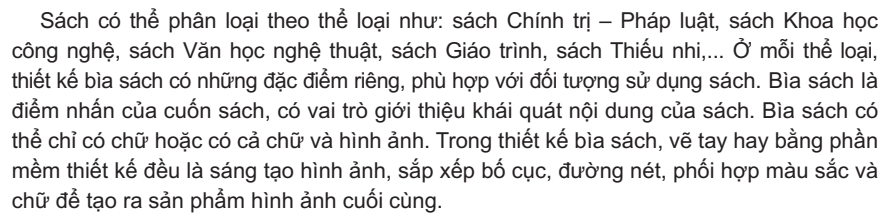 Sách có thể phân loại theo thể loại như: sách Chính trị – Pháp luật, sách Khoa học
công nghệ, sách Văn học nghệ thuật, sách Giáo trình, sách Thiếu nhi,... Ở mỗi thể loại,
thiết kế bìa sách có những đặc điểm riêng, phù hợp với đối tượng sử dụng sách. Bìa sách là
điểm nhấn của cuốn sách, có vai trò giới thiệu khái quát nội dung của sách. Bìa sách có
thể chỉ có chữ hoặc có cả chữ và hình ảnh. Trong thiết kế bìa sách, vẽ tay hay bằng phần
mềm thiết kế đều là sáng tạo hình ảnh, sắp xếp bố cục, đường nét, phối hợp màu sắc và
chữ để tạo ra sản phẩm hình ảnh cuối cùng.